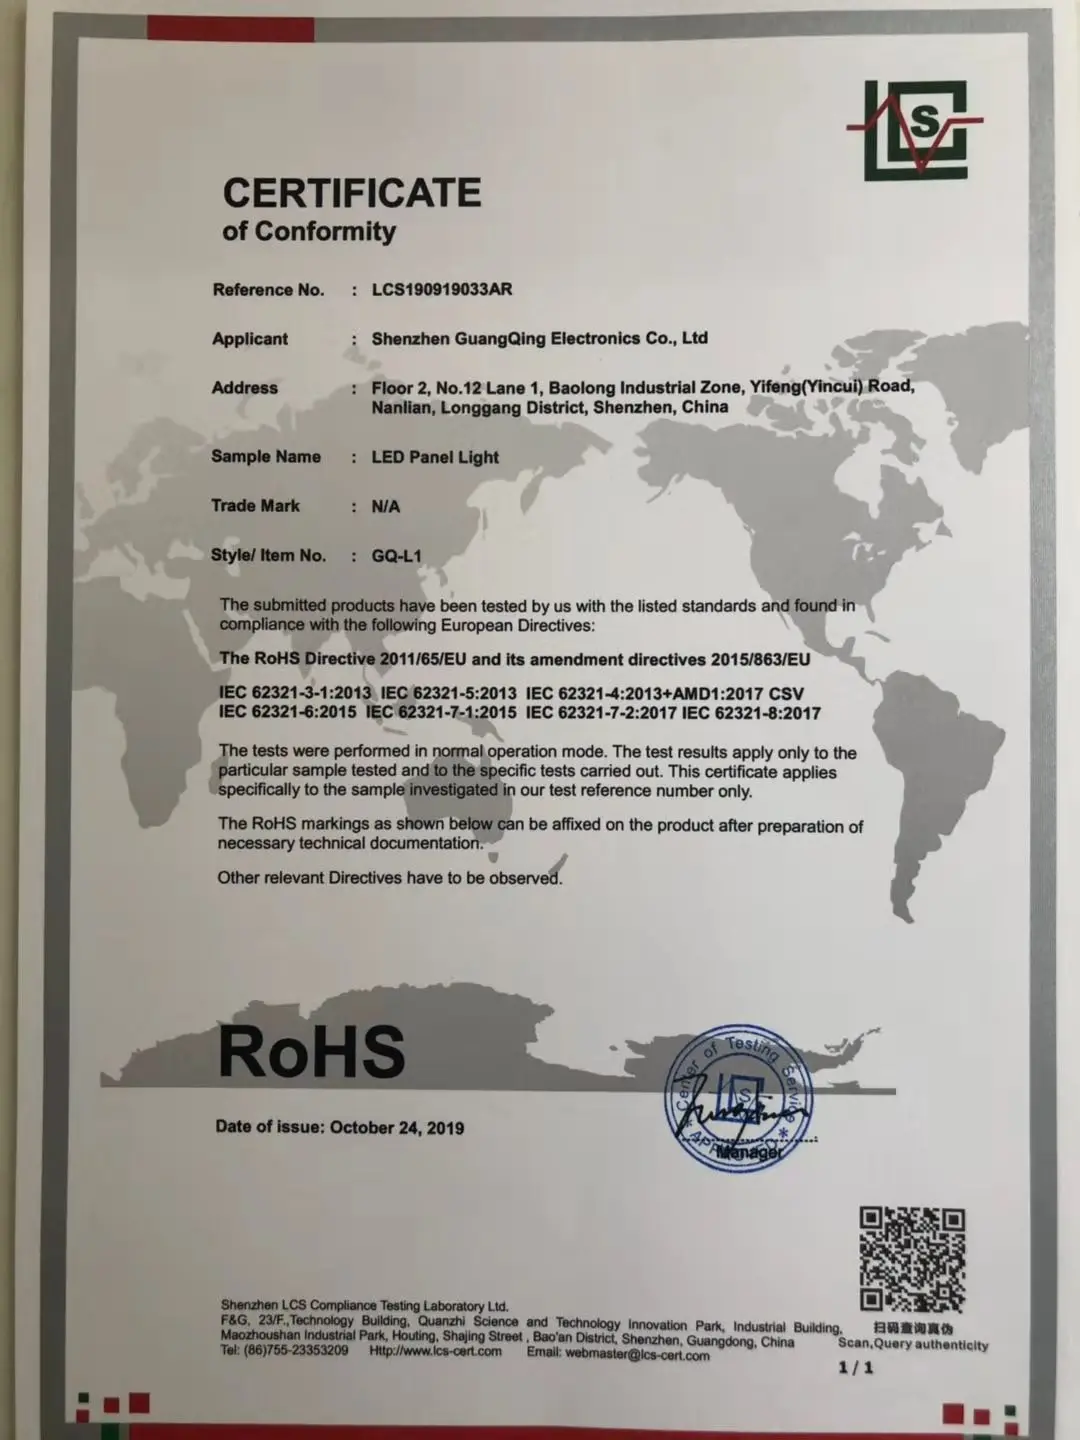 LCS
CERTIFICATE
of Conformity
Reference No. : LCS190919033AR
Applicant : Shenzhen GuangQing Electronics Co., Ltd
Address : Floor 2, No.12 Lane 1, Baolong Industrial Zone, Yifeng(Yincui) Road,
Nanlian, Longgang District, Shenzhen, China
Sample Name : LED Panel Light
Trade Mark : N/A
Style/ Item No. : GQ-L1
The submitted products have been tested by us with the listed standards and found in
compliance with the following European Directives:
The RoHS Directive 2011/65/EU and its amendment directives 2015/863/EU
IEC 62321-3-1:2013 IEC 62321-5:2013 IEC 62321-4:2013+AMD1:2017 CSV
IEC 62321-6:2015 IEC 62321-7-1:2015 IEC 62321-7-2:2017 IEC 62321-8:2017
The tests were performed in normal operation mode. The test results apply only to the
particular sample tested and to the specific tests carried out. This certificate applies
specifically to the sample investigated in our test reference number only.
The RoHS markings as shown below can be affixed on the product after preparation of
necessary technical documentation.
Other relevant Directives have to be observed.
RoHS
Center of Testing Service
LCS
* APPROVED *
Manager
Date of issue: October 24, 2019
Shenzhen LCS Compliance Testing Laboratory Ltd.
F&G, 23/F.,Technology Building, Quanzhi Science and Technology Innovation Park, Industrial Building,
Maozhoushan Industrial Park, Houting, Shajing Street , Bao'an District, Shenzhen, Guangdong, China
Tel: (86)755-23353209 Http://www.lcs-cert.com Email: webmaster@lcs-cert.com
扫码查询真伪
Scan,Query authenticity
1 / 1